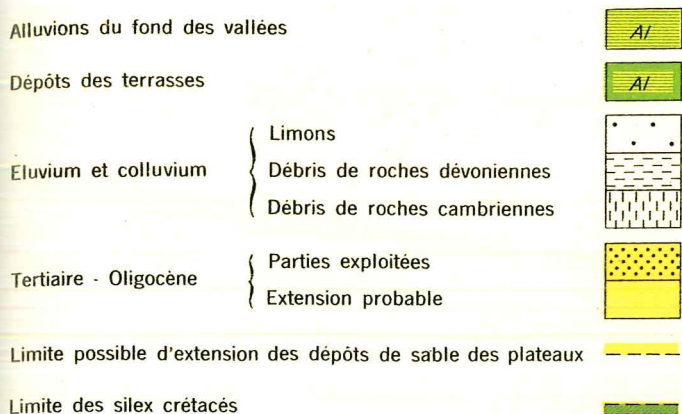 Alluvions du fond des vallées Al
Dépôts des terrasses Al
Limons
Eluvium et colluvium Débris de roches dévoniennes
Débris de roches cambriennes
Parties exploitées
Tertiaire - Oligocène
Extension probable
Limite possible d'extension des dépôts de sable des plateaux
Limite des silex crétacés